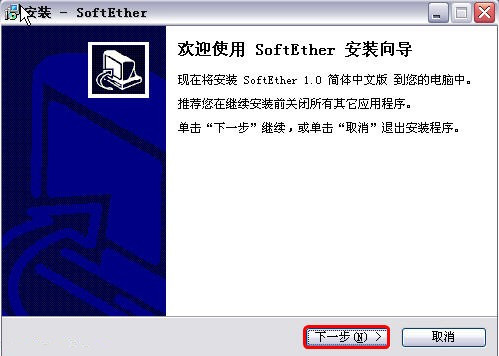 安装 - SoftEther
欢迎使用 SoftEther 安装向导
现在将安装 SoftEther 1.0 简体中文版 到您的电脑中。
推荐您在继续安装前关闭所有其它应用程序。
单击“下一步”继续,或单击“取消”退出安装程序。
下一步(N) >
取消